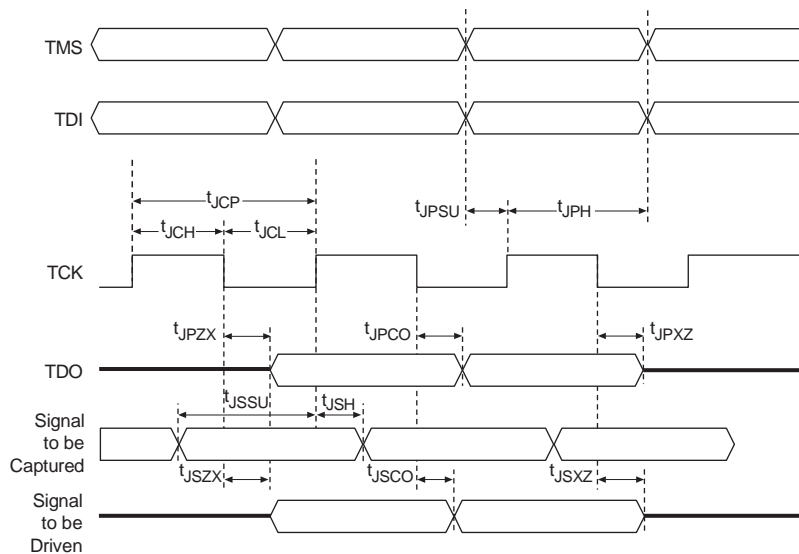 TMS
TDI
tJCP
tJCH
tJCL
tJPSU
tJPH
TCK
tJPZX
tJPCO
tJPXZ
TDO
tJSSU
tJSH
Signal
to be
Captured
tJSZX
tJSCO
tJSXZ
Signal
to be
Driven